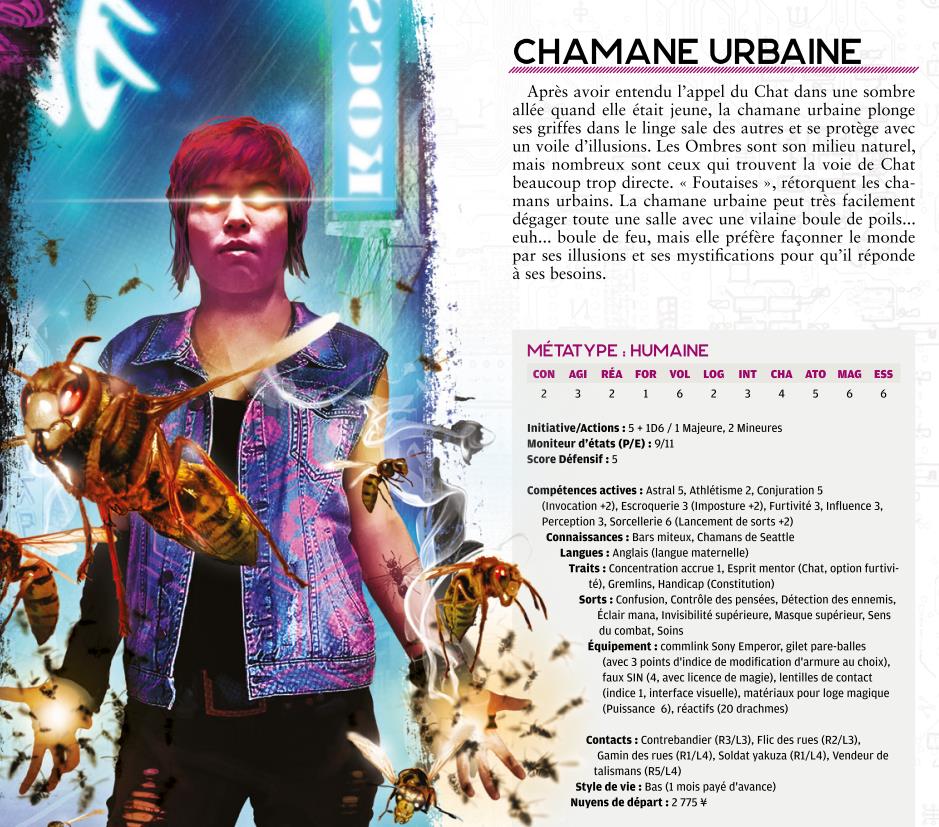 CHAMANE URBAINE
Après avoir entendu l'appel du Chat dans une sombre
allée quand elle était jeune, la chamane urbaine plonge
ses griffes dans le linge sale des autres et se protège avec
un voile d'illusions. Les Ombres sont son milieu naturel,
mais nombreux sont ceux qui trouvent la voie de Chat
beaucoup trop directe. « Foutaises », rétorquent les cha-
mans urbains. La chamane urbaine peut très facilement
dégager toute une salle avec une vilaine boule de poils...
euh... boule de feu, mais elle préfère façonner le monde
par ses illusions et ses mystifications pour qu'il réponde
à ses besoins.
MÉTATYPE : HUMAINE
CON AGI RÉA FOR VOL LOG INT CHA ATO MAG ESS
2 3 2 1 6 2 3 4 5 6 6
Initiative/Actions : 5 + 1D6 / 1 Majeure, 2 Mineures
Moniteur d'états (P/E) : 9/11
Score Défensif : 5
Compétences actives : Astral 5, Athlétisme 2, Conjuration 5
(Invocation +2), Escroquerie 3 (Imposture +2), Furtivité 3, Influence 3,
Perception 3, Sorcellerie 6 (Lancement de sorts +2)
Connaissances : Bars miteux, Chamans de Seattle
Langues : Anglais (langue maternelle)
Traits : Concentration accrue 1, Esprit mentor (Chat, option furtivi-
té), Gremlins, Handicap (Constitution)
Sorts : Confusion, Contrôle des pensées, Détection des ennemis,
Éclair mana, Invisibilité supérieure, Masque supérieur, Sens
du combat, Soins
Équipement : commlink Sony Emperor, gilet pare-balles
(avec 3 points d'indice de modification d'armure au choix),
faux SIN (4, avec licence de magie), lentilles de contact
(indice 1, interface visuelle), matériaux pour loge magique
(Puissance 6), réactifs (20 drachmes)
Contacts : Contrebandier (R3/L3), Flic des rues (R2/L3),
Gamin des rues (R1/L4), Soldat yakuza (R1/L4), Vendeur de
talismans (R5/L4)
Style de vie : Bas (1 mois payé d'avance)
Nuyens de départ : 2 775 ¥